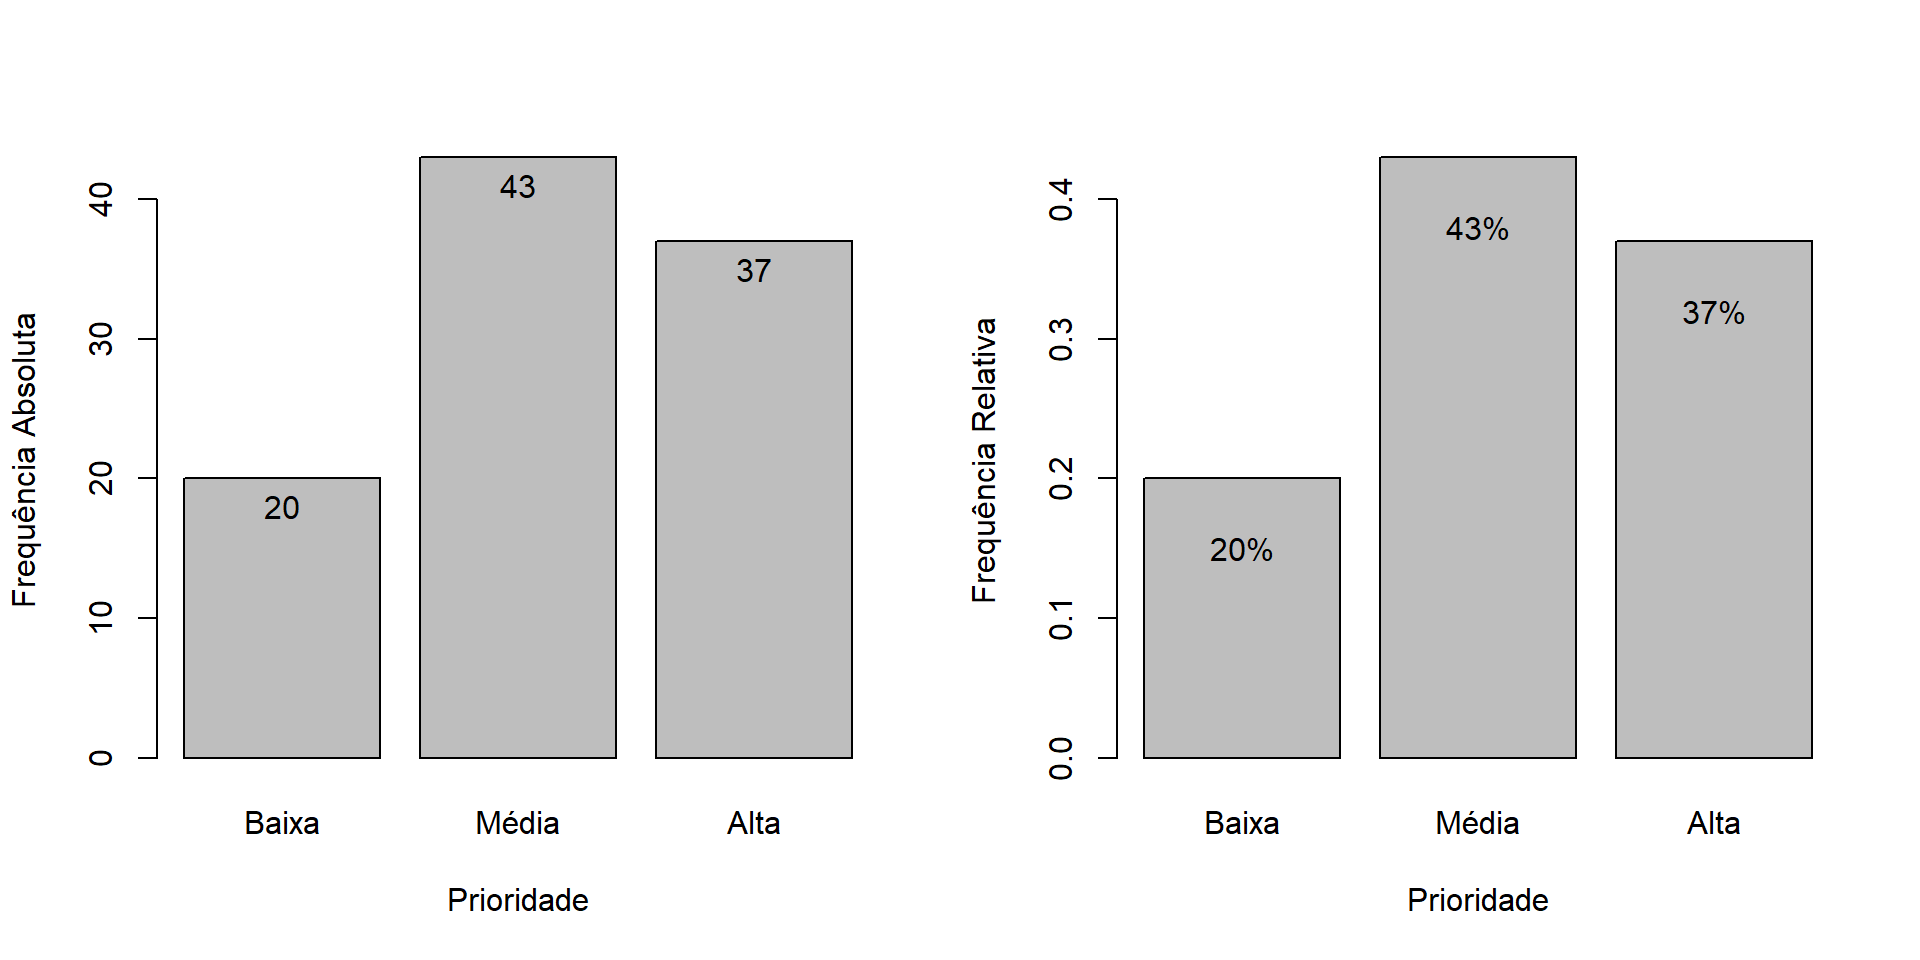 Frequência Absoluta
40
30
20
10
0
43
37
20
Baixa Média Alta
Prioridade
Frequência Relativa
0.4
0.3
0.2
0.1
0.0
43%
37%
20%
Baixa Média Alta
Prioridade